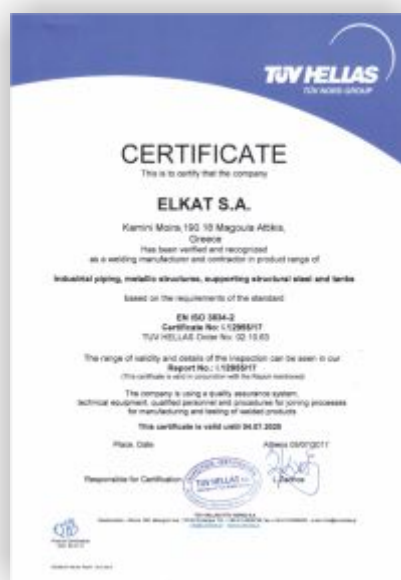 TÜV HELLAS
TÜV NORD GROUP
CERTIFICATE
This is to certify that the company
ELKAT S.A.
Kamini Moira, 190 18 Magoula Attikis,
Greece
Has been verified and recognized
as a welding manufacturer and contractor in product range of
Industrial piping, metallic structures, supporting structural steel and tanks
based on the requirements of the standard
EN ISO 3834-2
Certificate No: I.12955/17
TUV HELLAS Order No: 02.10.63
The range of validity and details of the inspection can be seen in our
Report No.: I.12955/17
(This certificate is valid in conjunction with the Report mentioned)
The company is using a quality assurance system,
technical equipment, qualified personnel and procedures for joining processes
for manufacturing and testing of welded products
This certificate is valid until 04.07.2020
Place, Date
Athens 05/07/2017
Responsible for Certification
TÜV HELLAS